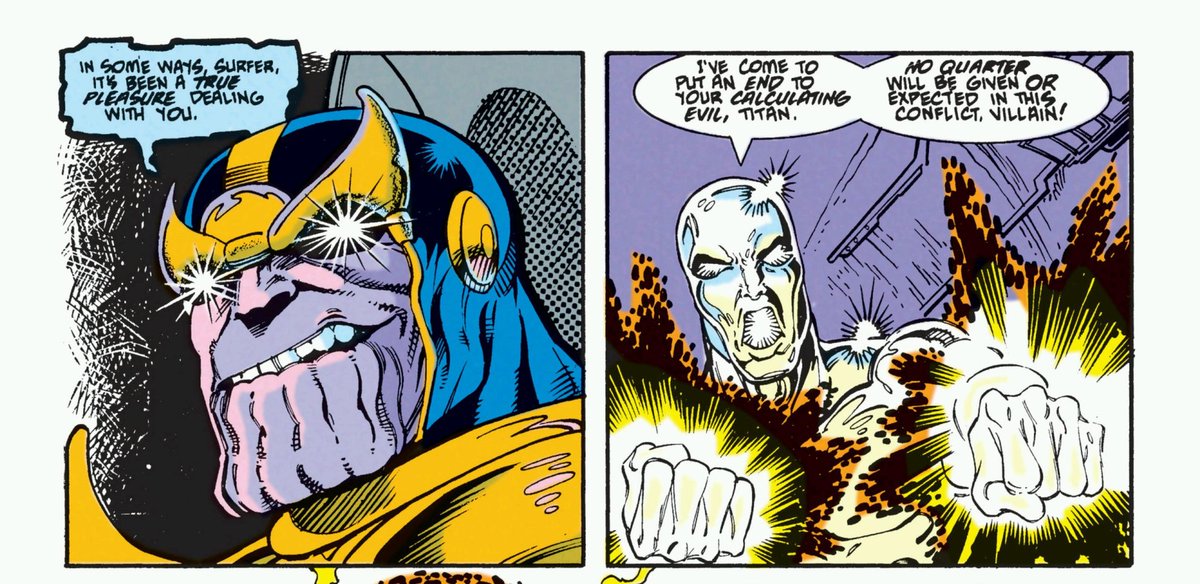 IN SOME WAYS, SURFER,
IT'S BEEN A TRUE
PLEASURE DEALING
WITH YOU.
I'VE COME TO
PUT AN END TO
YOUR CALCULATING
EVIL, TITAN.
NO QUARTER
WILL BE GIVEN OR
EXPECTED IN THIS
CONFLICT, VILLAIN!